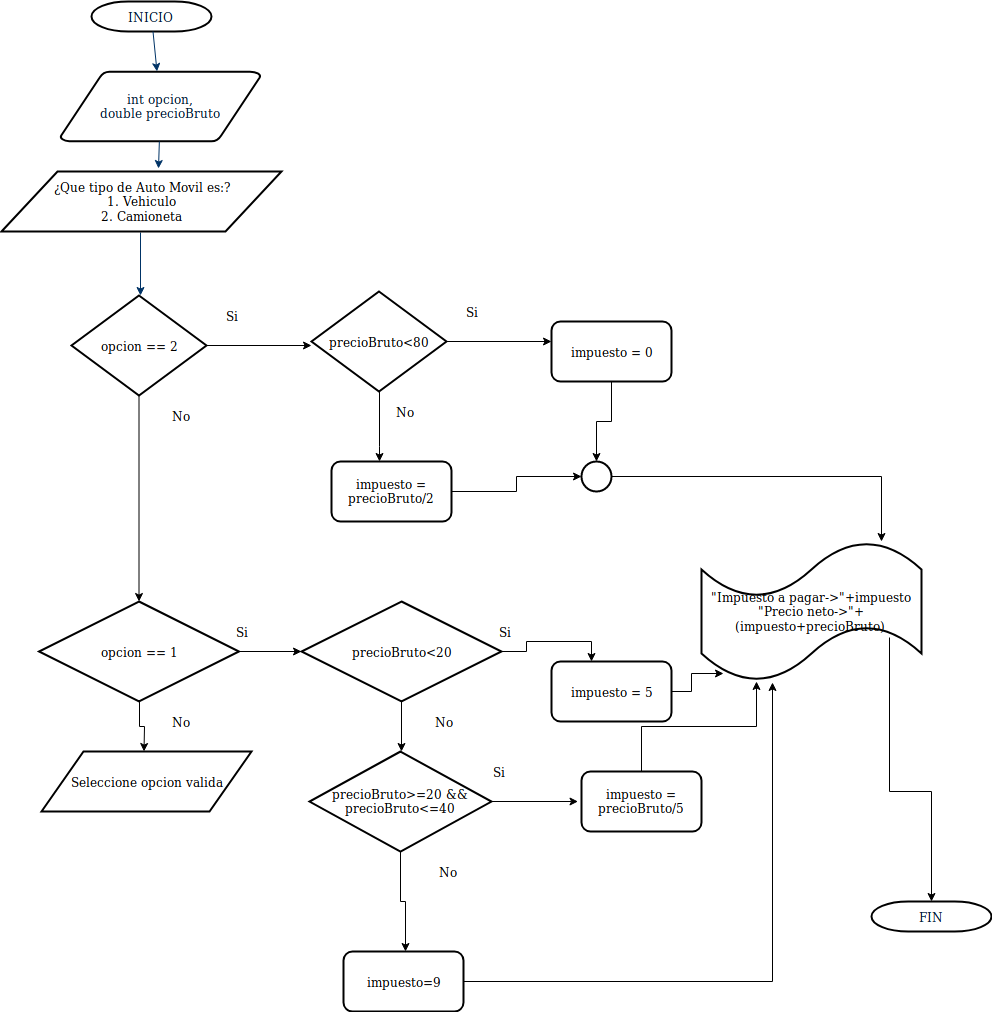 INICIO
int opcion,
double precioBruto
¿Que tipo de Auto Movil es:?
1. Vehiculo
2. Camioneta
opcion == 2
Si
precioBruto<80
Si
impuesto = 0
No
No
impuesto =
precioBruto/2
"Impuesto a pagar->"+impuesto
"Precio neto->"+
(impuesto+precioBruto)
opcion == 1
Si
precioBruto<20
Si
impuesto = 5
No
No
Seleccione opcion valida
precioBruto>=20 &&
precioBruto<=40
Si
impuesto =
precioBruto/5
No
FIN
impuesto=9